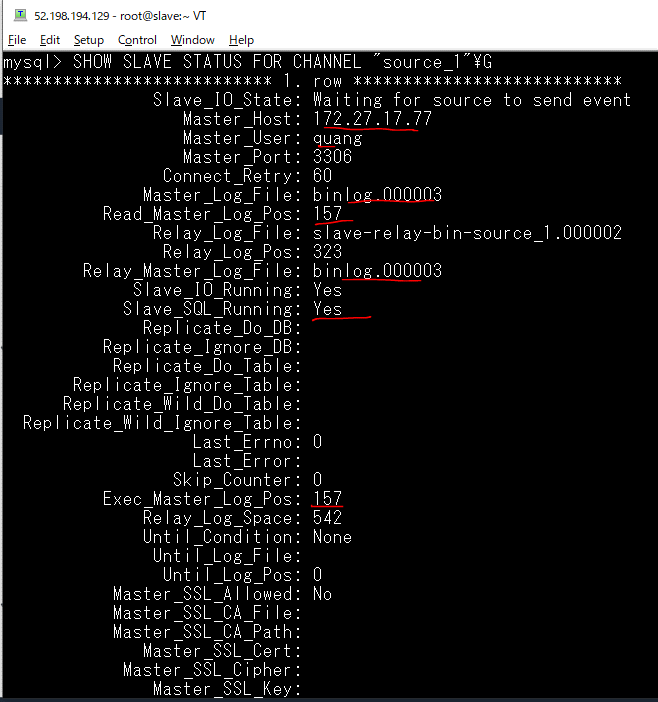 52.198.194.129 - root@slave:~ VT
File Edit Setup Control Window Help
mysql> SHOW SLAVE STATUS FOR CHANNEL "source_1"¥G
*************************** 1. row ***************************
Slave_IO_State: Waiting for source to send event
Master_Host: 172.27.17.77
Master_User: quang
Master_Port: 3306
Connect_Retry: 60
Master_Log_File: binlog.000003
Read_Master_Log_Pos: 157
Relay_Log_File: slave-relay-bin-source_1.000002
Relay_Log_Pos: 323
Relay_Master_Log_File: binlog.000003
Slave_IO_Running: Yes
Slave_SQL_Running: Yes
Replicate_Do_DB:
Replicate_Ignore_DB:
Replicate_Do_Table:
Replicate_Ignore_Table:
Replicate_Wild_Do_Table:
Replicate_Wild_Ignore_Table:
Last_Errno: 0
Last_Error:
Skip_Counter: 0
Exec_Master_Log_Pos: 157
Relay_Log_Space: 542
Until_Condition: None
Until_Log_File:
Until_Log_Pos: 0
Master_SSL_Allowed: No
Master_SSL_CA_File:
Master_SSL_CA_Path:
Master_SSL_Cert:
Master_SSL_Cipher:
Master_SSL_Key: